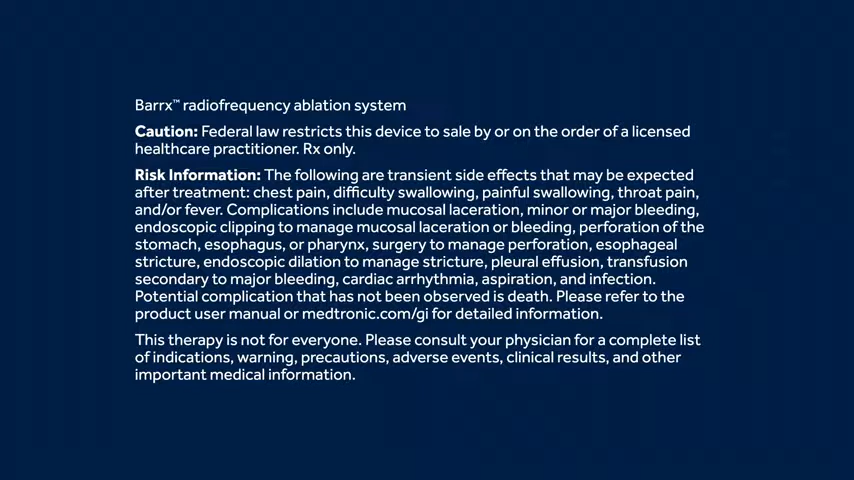 Barrx™ radiofrequency ablation system
Caution: Federal law restricts this device to sale by or on the order of a licensed
healthcare practitioner. Rx only.
Risk Information: The following are transient side effects that may be expected
after treatment: chest pain, difficulty swallowing, painful swallowing, throat pain,
and/or fever. Complications include mucosal laceration, minor or major bleeding,
endoscopic clipping to manage mucosal laceration or bleeding, perforation of the
stomach, esophagus, or pharynx, surgery to manage perforation, esophageal
stricture, endoscopic dilation to manage stricture, pleural effusion, transfusion
secondary to major bleeding, cardiac arrhythmia, aspiration, and infection.
Potential complication that has not been observed is death. Please refer to the
product user manual or medtronic.com/gi for detailed information.
This therapy is not for everyone. Please consult your physician for a complete list
of indications, warning, precautions, adverse events, clinical results, and other
important medical information.